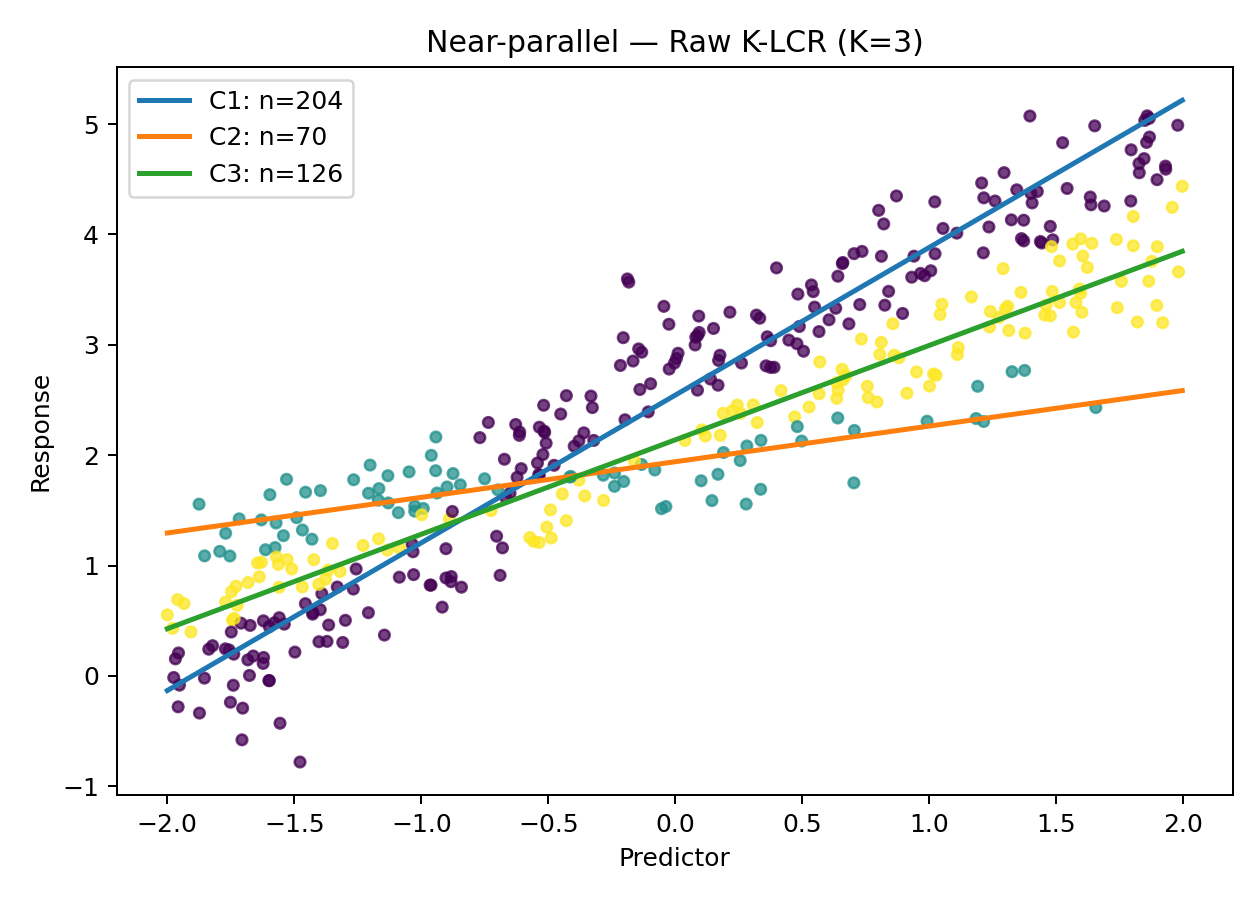 Near-parallel — Raw K-LCR (K=3)
C1: n=204
C2: n=70
C3: n=126
5
4
3
2
1
0
−1
Response
−2.0 −1.5 −1.0 −0.5 0.0 0.5 1.0 1.5 2.0
Predictor